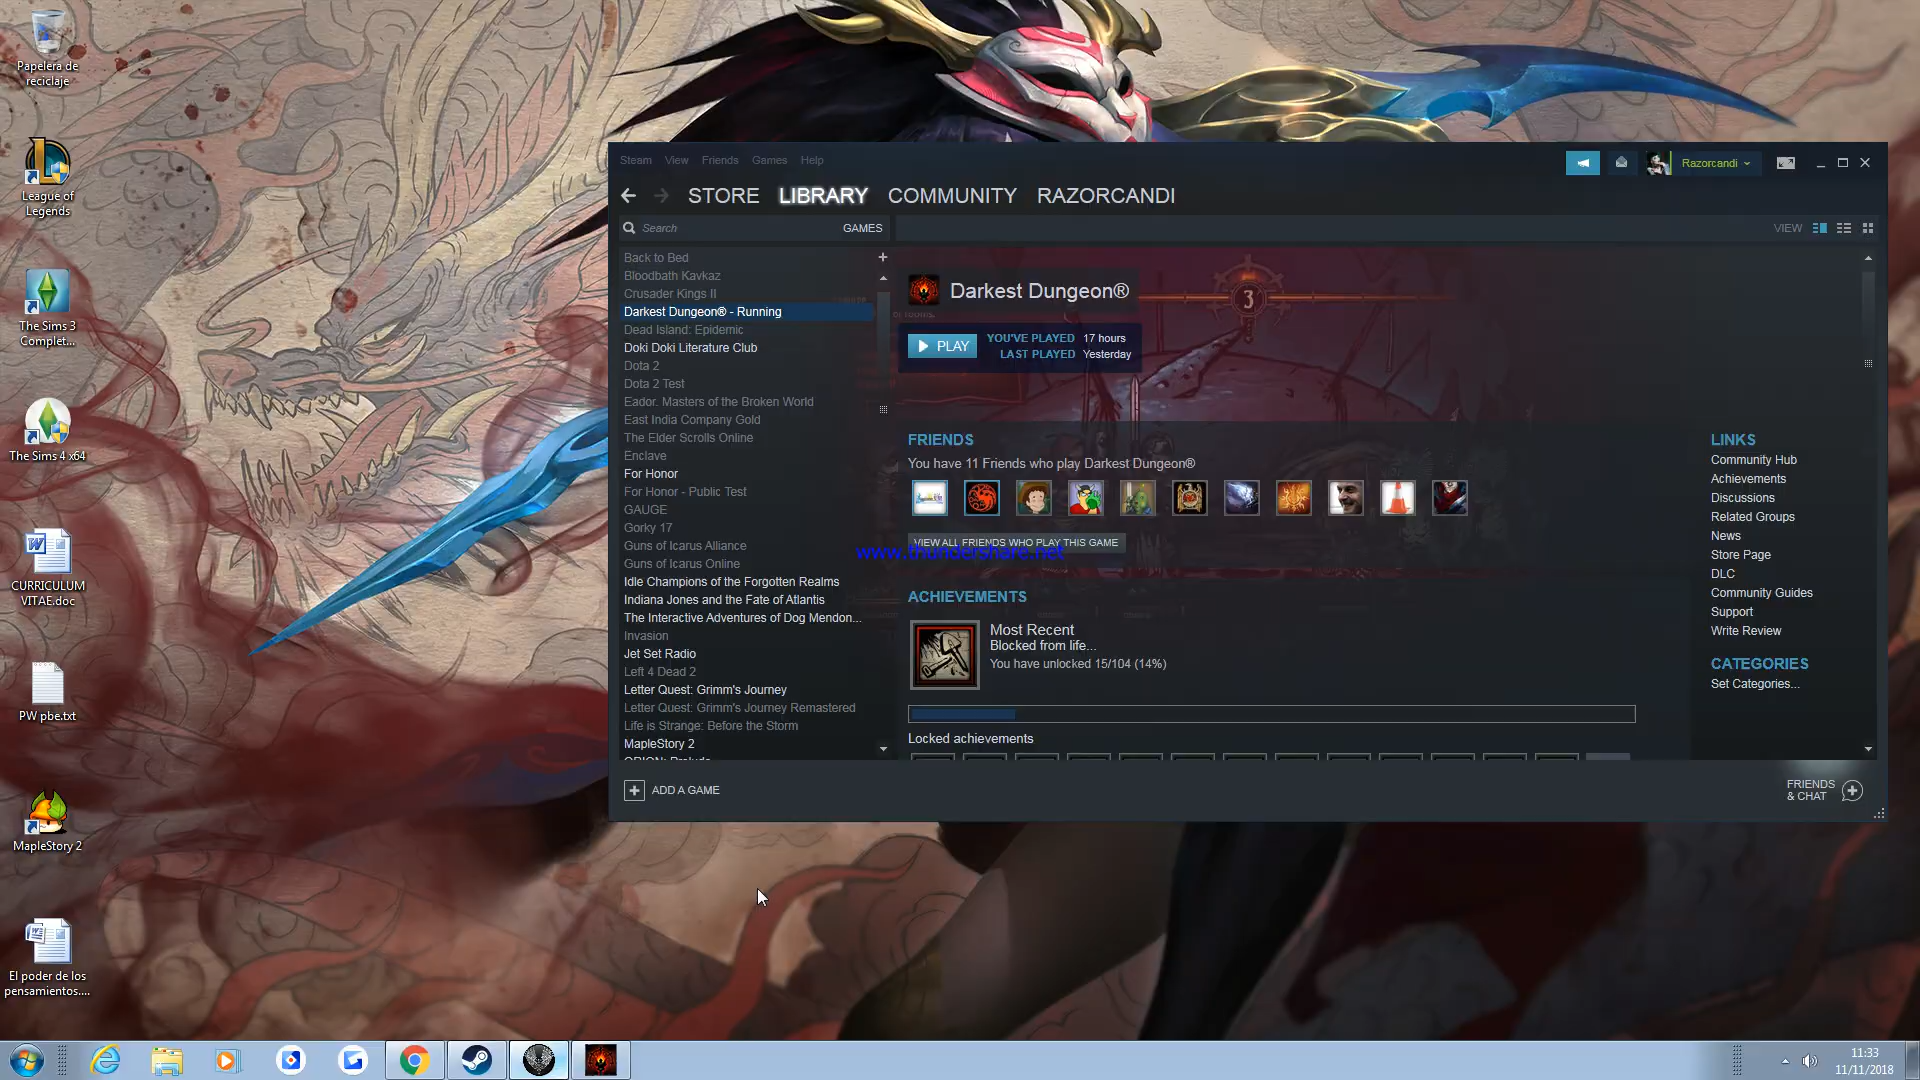 Papelera de
reciclaje
League of
Legends
The Sims 3
Complet...
The Sims 4 x64
CURRICULUM
VITAE.doc
PW pbe.txt
MapleStory 2
El poder de los
pensamientos....
Steam View Friends Games Help
Razorcandi
STORE LIBRARY COMMUNITY RAZORCANDI
Search GAMES
VIEW
Back to Bed
Bloodbath Kavkaz
Crusader Kings II
Darkest Dungeon® - Running
Dead Island: Epidemic
Doki Doki Literature Club
Dota 2
Dota 2 Test
Eador. Masters of the Broken World
East India Company Gold
The Elder Scrolls Online
Enclave
For Honor
For Honor - Public Test
GAUGE
Gorky 17
Guns of Icarus Alliance
Guns of Icarus Online
Idle Champions of the Forgotten Realms
Indiana Jones and the Fate of Atlantis
The Interactive Adventures of Dog Mendon...
Invasion
Jet Set Radio
Left 4 Dead 2
Letter Quest: Grimm's Journey
Letter Quest: Grimm's Journey Remastered
Life is Strange: Before the Storm
MapleStory 2
ORION: Prelude
ADD A GAME
Darkest Dungeon®
3
PLAY
YOU'VE PLAYED 17 hours
LAST PLAYED Yesterday
FRIENDS
You have 11 Friends who play Darkest Dungeon®
VIEW ALL FRIENDS WHO PLAY THIS GAME
www.thundershare.net
ACHIEVEMENTS
Most Recent
Blocked from life...
You have unlocked 15/104 (14%)
Locked achievements
LINKS
Community Hub
Achievements
Discussions
Related Groups
News
Store Page
DLC
Community Guides
Support
Write Review
CATEGORIES
Set Categories...
FRIENDS
& CHAT
11:33
11/11/2018